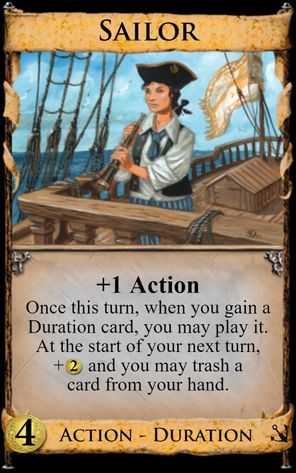 SAILOR
+1 Action
Once this turn, when you gain a
Duration card, you may play it.
At the start of your next turn,
+2 and you may trash a
card from your hand.
4 ACTION - DURATION